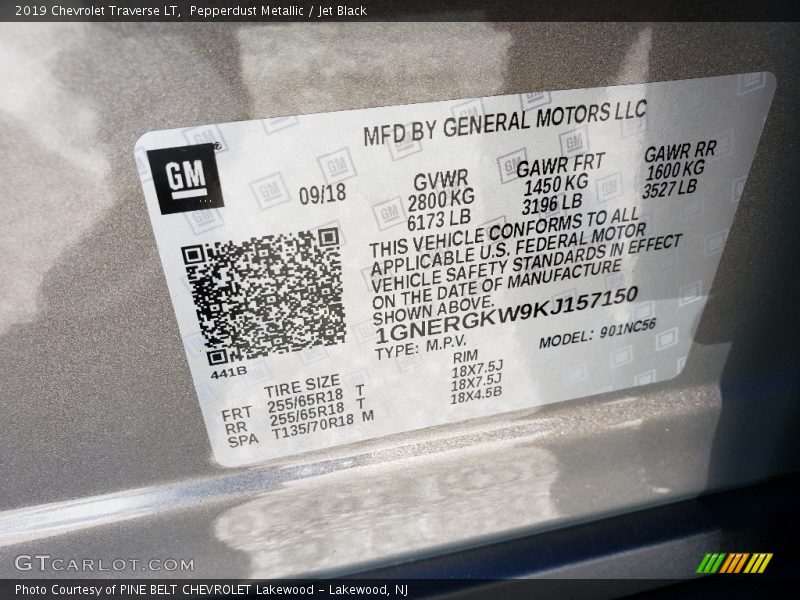 2019 Chevrolet Traverse LT, Pepperdust Metallic / Jet Black
MFD BY GENERAL MOTORS LLC
GM®
09/18
GVWR
2800 KG
6173 LB
GAWR FRT
1450 KG
3196 LB
GAWR RR
1600 KG
3527 LB
THIS VEHICLE CONFORMS TO ALL
APPLICABLE U.S. FEDERAL MOTOR
VEHICLE SAFETY STANDARDS IN EFFECT
ON THE DATE OF MANUFACTURE
SHOWN ABOVE.
1GNERGKW9KJ157150
TYPE: M.P.V. MODEL: 901NC56
441B
TIRE SIZE RIM
FRT 255/65R18 T 18X7.5J
RR 255/65R18 T 18X7.5J
SPA T135/70R18 M 18X4.5B
GTCARLOT.COM
Photo Courtesy of PINE BELT CHEVROLET Lakewood - Lakewood, NJ